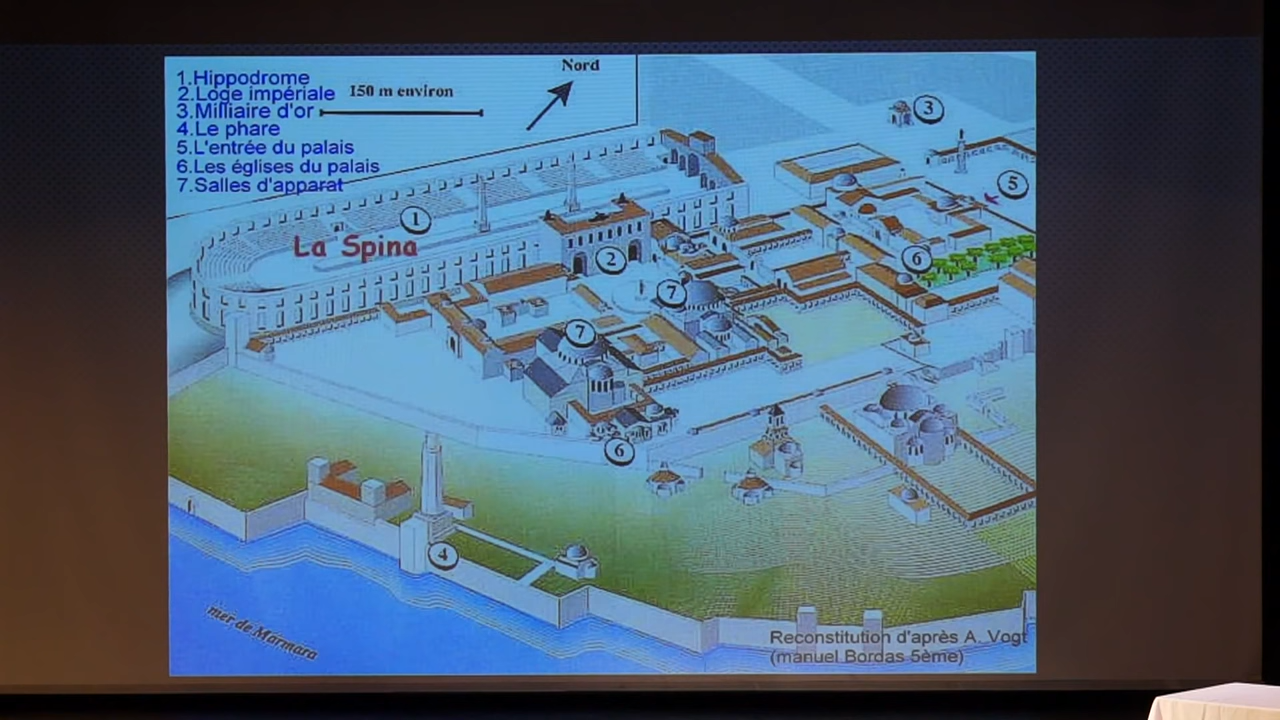 1.Hippodrome
2.Loge impériale
3.Milliaire d'or
4.Le phare
5.L'entrée du palais
6.Les églises du palais
7.Salles d'apparat
150 m environ
Nord
3
5
1
La Spina
2
6
7
7
6
4
mer de Marmara
Reconstitution d'après A. Vogt
(manuel Bordas 5ème)